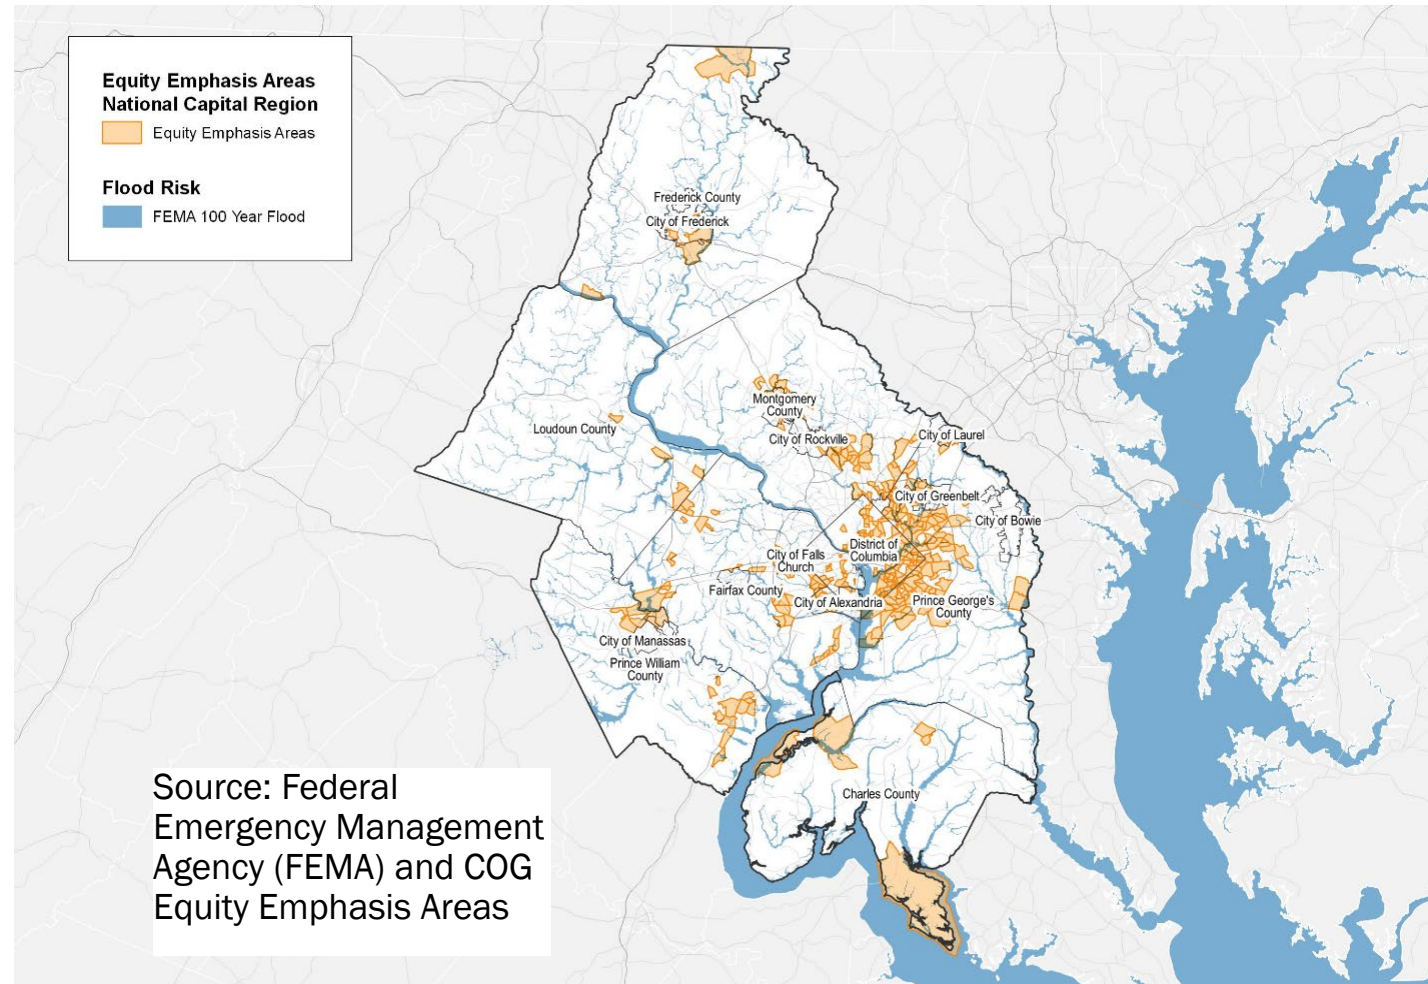 Equity Emphasis Areas
National Capital Region
Equity Emphasis Areas
Flood Risk
FEMA 100 Year Flood
Frederick County
City of Frederick
Montgomery
County
Loudoun County
City of Rockville
City of Laurel
City of Greenbelt
City of Bowie
District of
Columbia
City of Falls
Church
Fairfax County
City of Alexandria
Prince George's
County
City of Manassas
Prince William
County
Charles County
Source: Federal
Emergency Management
Agency (FEMA) and COG
Equity Emphasis Areas